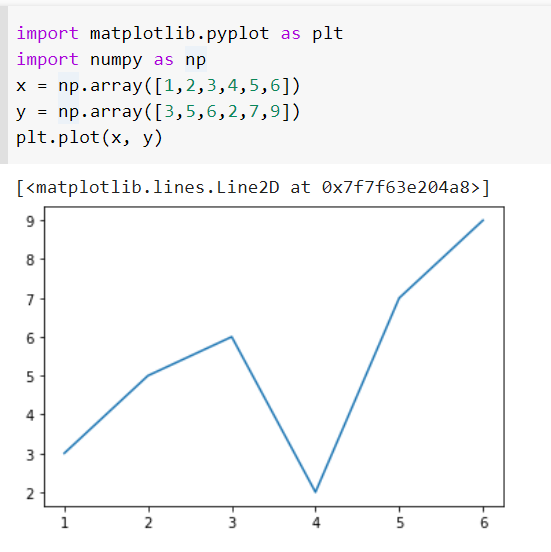 import matplotlib.pyplot as plt
import numpy as np
x = np.array([1,2,3,4,5,6])
y = np.array([3,5,6,2,7,9])
plt.plot(x, y)
[<matplotlib.lines.Line2D at 0x7f7f63e204a8>]
9
8
7
6
5
4
3
2
1 2 3 4 5 6